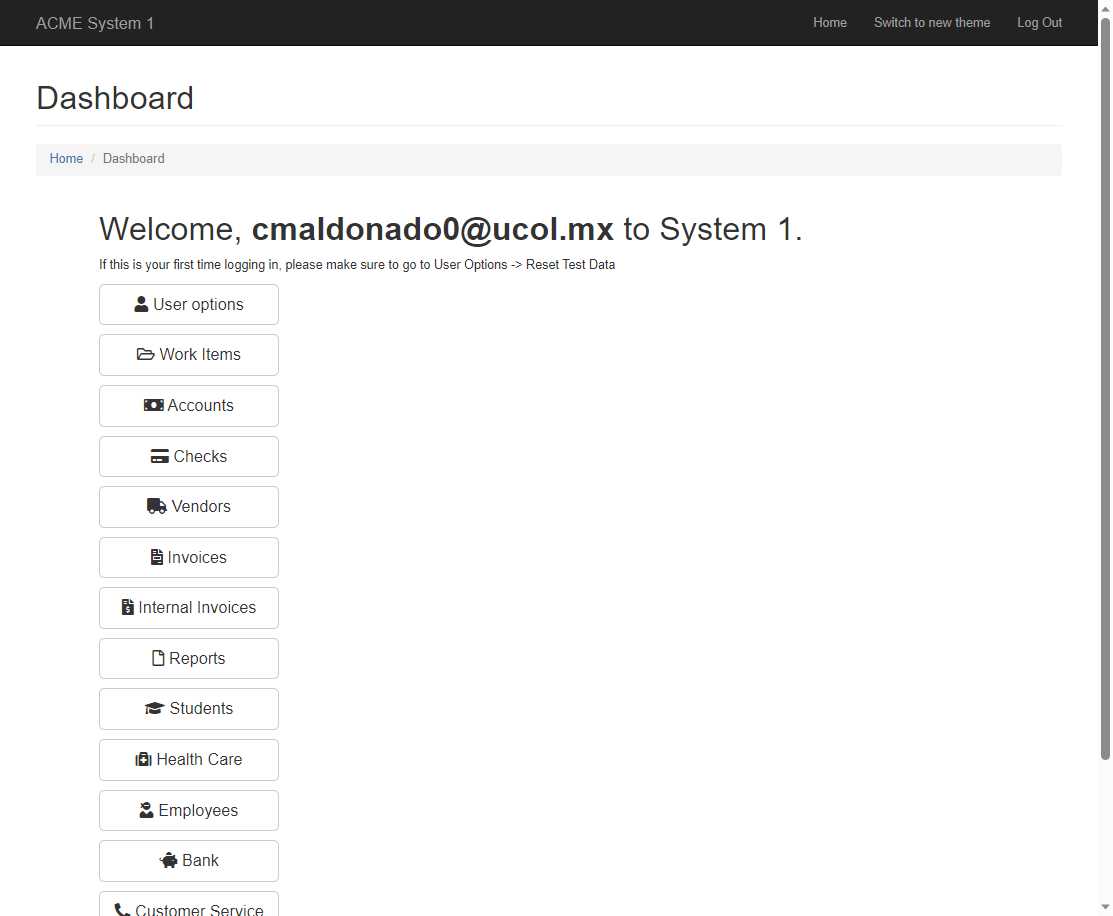 ACME System 1
Home
Switch to new theme
Log Out
Dashboard
Home / Dashboard
Welcome, cmaldonado0@ucol.mx to System 1.
If this is your first time logging in, please make sure to go to User Options -> Reset Test Data
User options
Work Items
Accounts
Checks
Vendors
Invoices
Internal Invoices
Reports
Students
Health Care
Employees
Bank
Customer Service